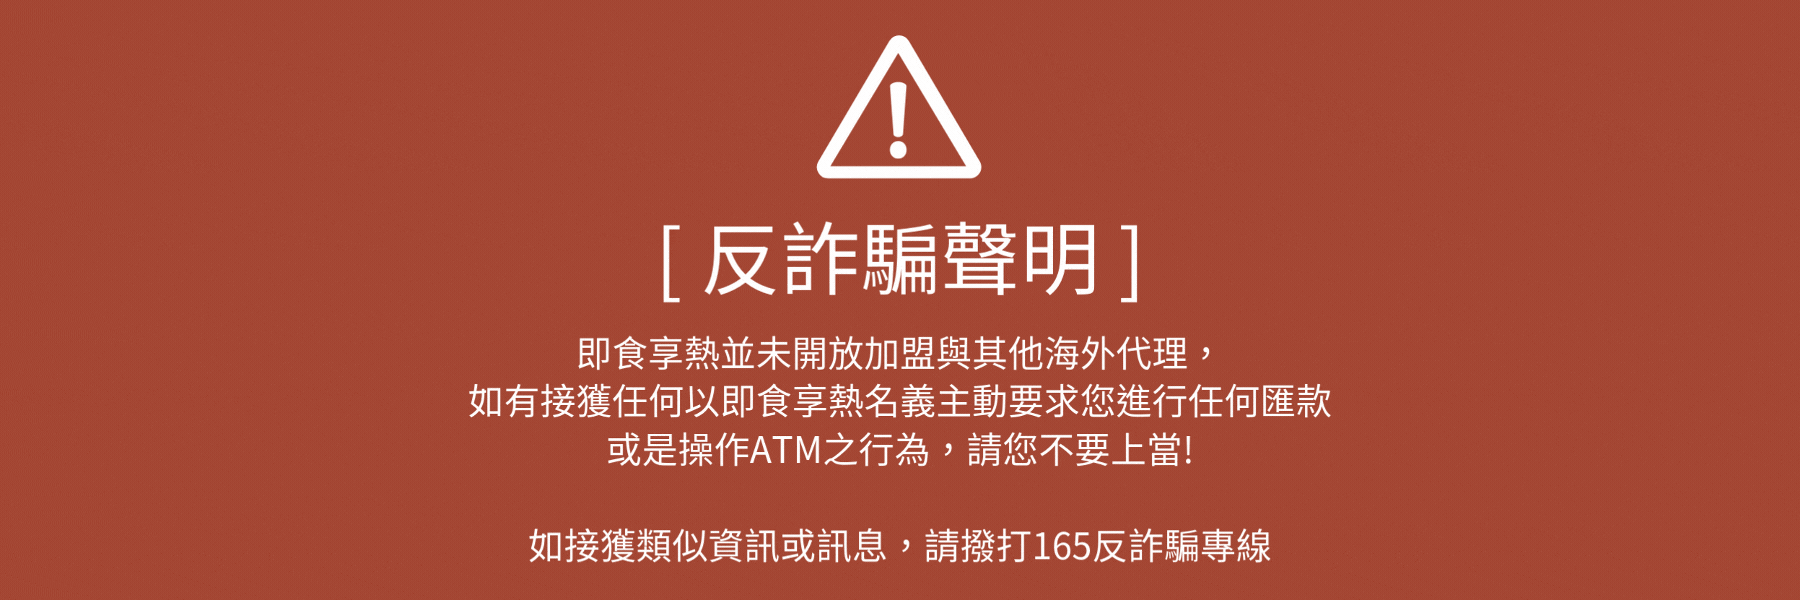 [ 反詐騙聲明 ]
即食享熱並未開放加盟與其他海外代理，
如有接獲任何以即食享熱名義主動要求您進行任何匯款
或是操作ATM之行為，請您不要上當!
如接獲類似資訊或訊息，請撥打165反詐騙專線